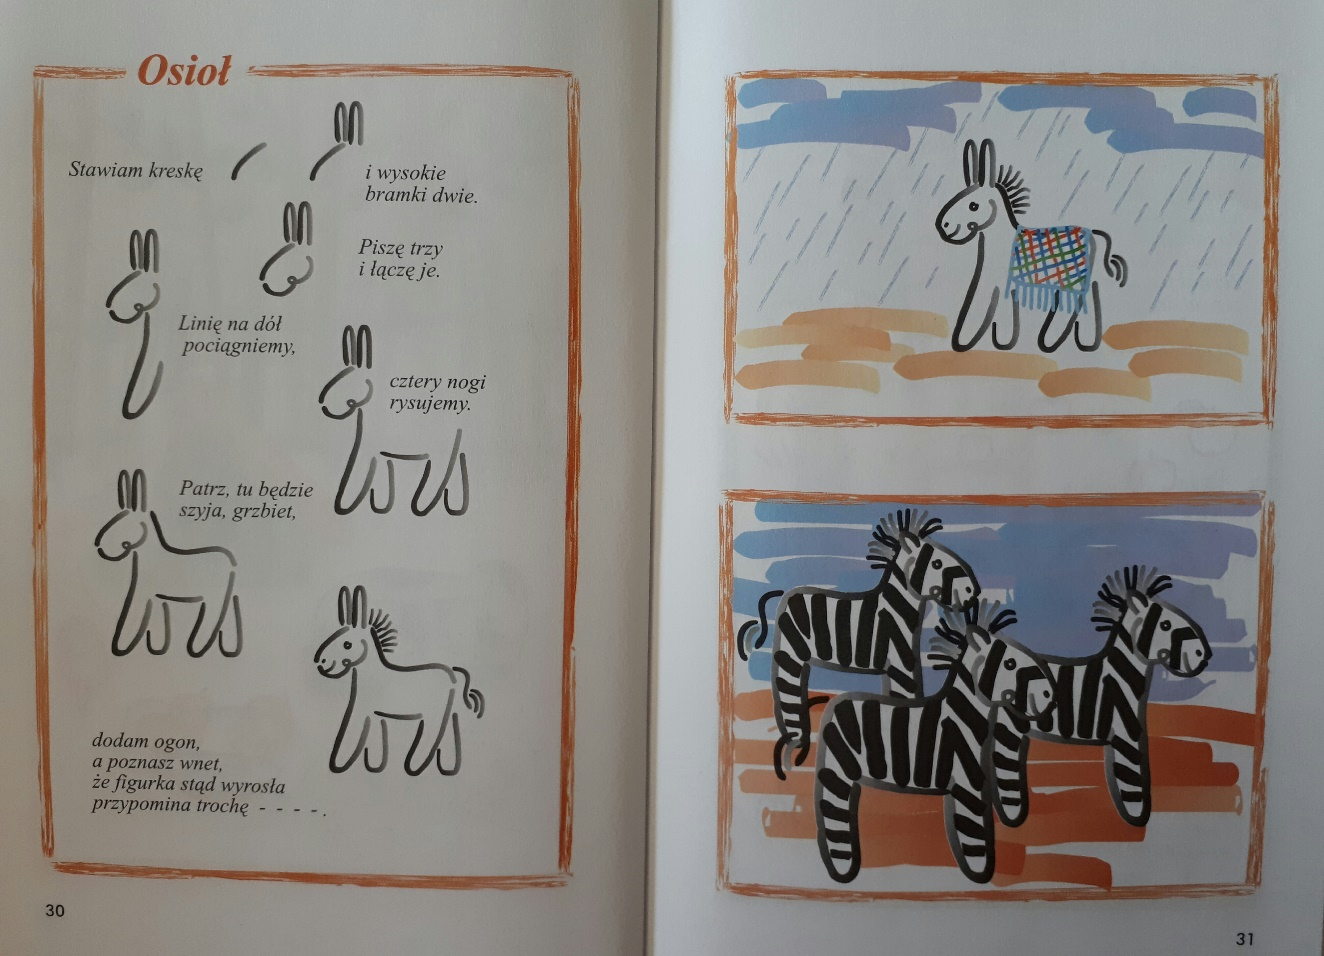 Osioł
Stawiam kreskę
i wysokie
bramki dwie.
Piszę trzy
i łączę je.
Linię na dół
pociągniemy,
cztery nogi
rysujemy.
Patrz, tu będzie
szyja, grzbiet,
dodam ogon,
a poznasz wnet,
że figurka stąd wyrosła
przypomina trochę - - - - .
30
31